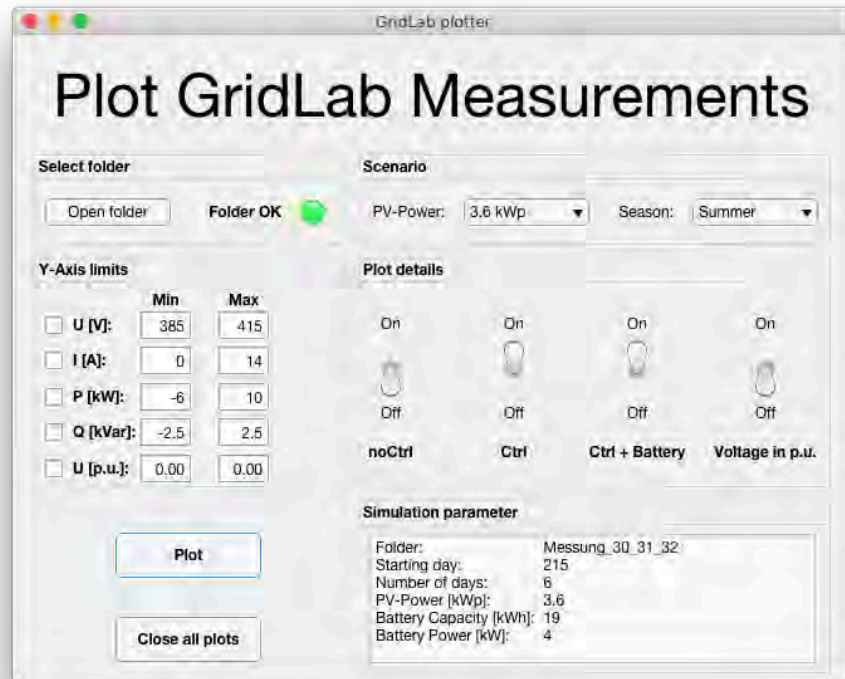 GridLab plotter
Plot GridLab Measurements
Select folder
Open folder
Folder OK
Scenario
PV-Power: 3.6 kWp
Season: Summer
Y-Axis limits
Min Max
U [V]: 385 415
I [A]: 0 14
P [kW]: -6 10
Q [kVar]: -2.5 2.5
U [p.u.]: 0.00 0.00
Plot
Close all plots
Plot details
On On On On
Off Off Off Off
noCtrl Ctrl Ctrl + Battery Voltage in p.u.
Simulation parameter
Folder: Messung_30_31_32
Starting day: 215
Number of days: 6
PV-Power [kWp]: 3.6
Battery Capacity [kWh]: 19
Battery Power [kW]: 4